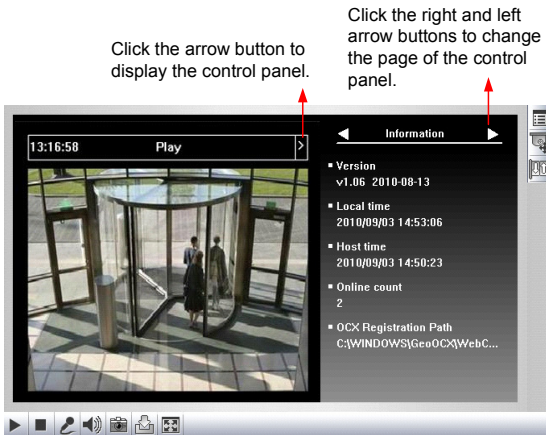 Click the right and left
arrow buttons to change
the page of the control
panel.
Click the arrow button to
display the control panel.
13:16:58 Play >
Information
Version
v1.06 2010-08-13
Local time
2010/09/03 14:53:06
Host time
2010/09/03 14:50:23
Online count
2
OCX Registration Path
C:\WINDOWS\GeoOCX\WebC...